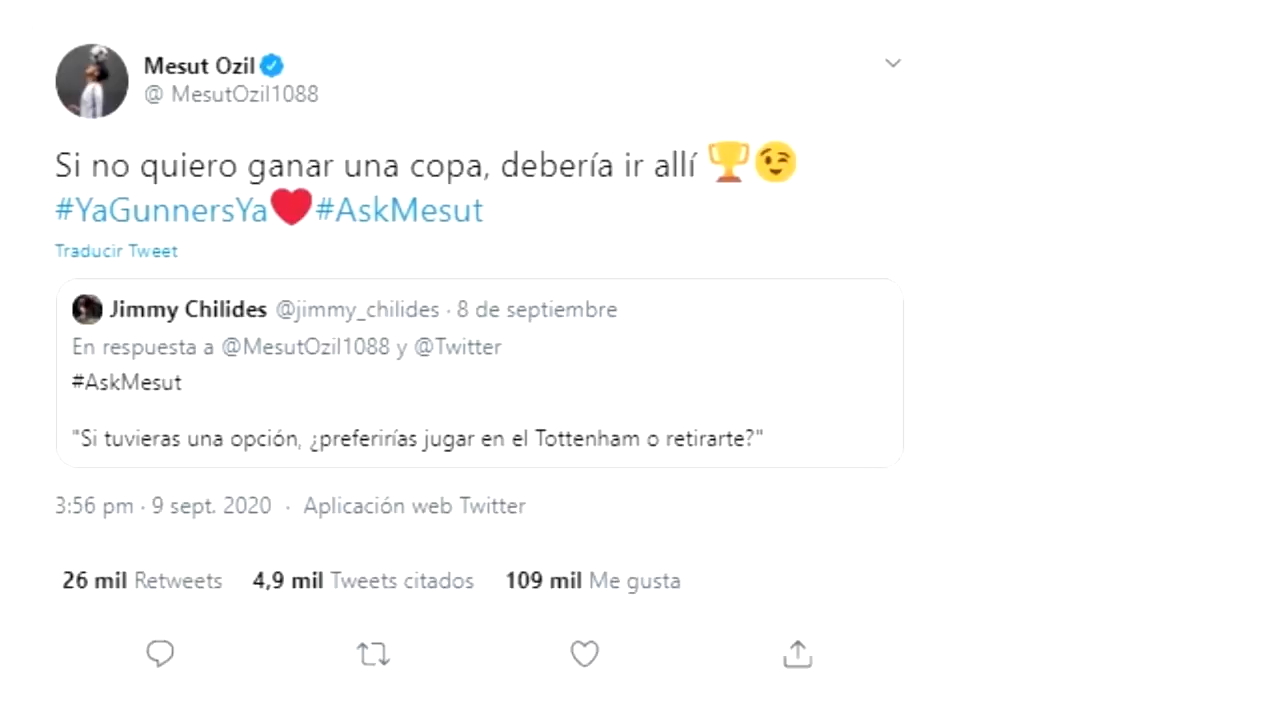 Mesut Ozil
@ MesutOzil1088
Si no quiero ganar una copa, debería ir allí 🏆😉
#YaGunnersYa❤️#AskMesut
Traducir Tweet
Jimmy Chilides @jimmy_chilides · 8 de septiembre
En respuesta a @MesutOzil1088 y @Twitter
#AskMesut
"Si tuvieras una opción, ¿preferirías jugar en el Tottenham o retirarte?"
3:56 pm · 9 sept. 2020 · Aplicación web Twitter
26 mil Retweets 4,9 mil Tweets citados 109 mil Me gusta